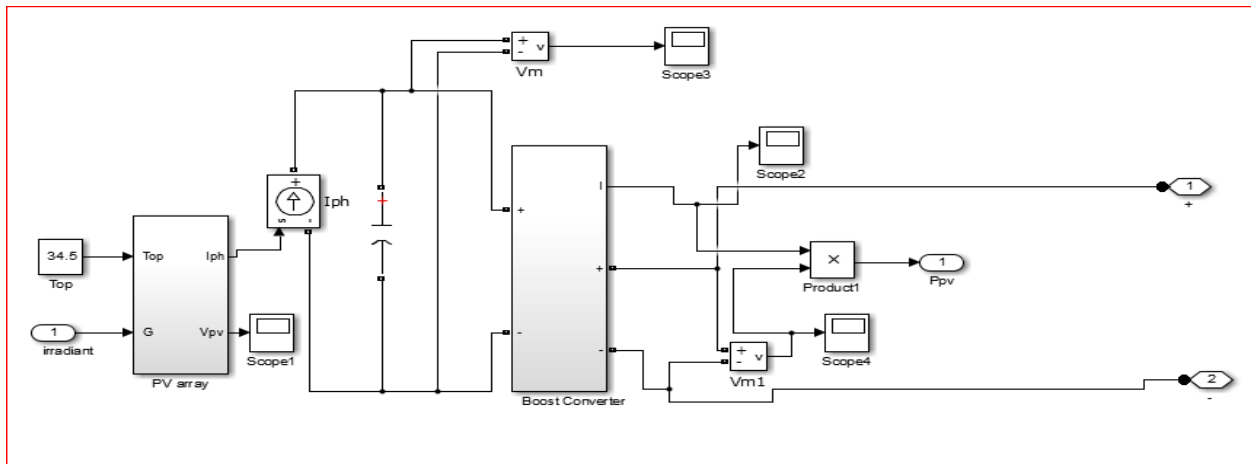 +
-
v
Vm
Scope3
Scope2
+
s
-
Iph
+
I
1
+
34.5
Top
Top
Iph
+
×
Product1
1
Ppv
1
irradiant
G
Vpv
Scope1
PV array
-
-
Boost Converter
+
-
v
Vm1
Scope4
2
-